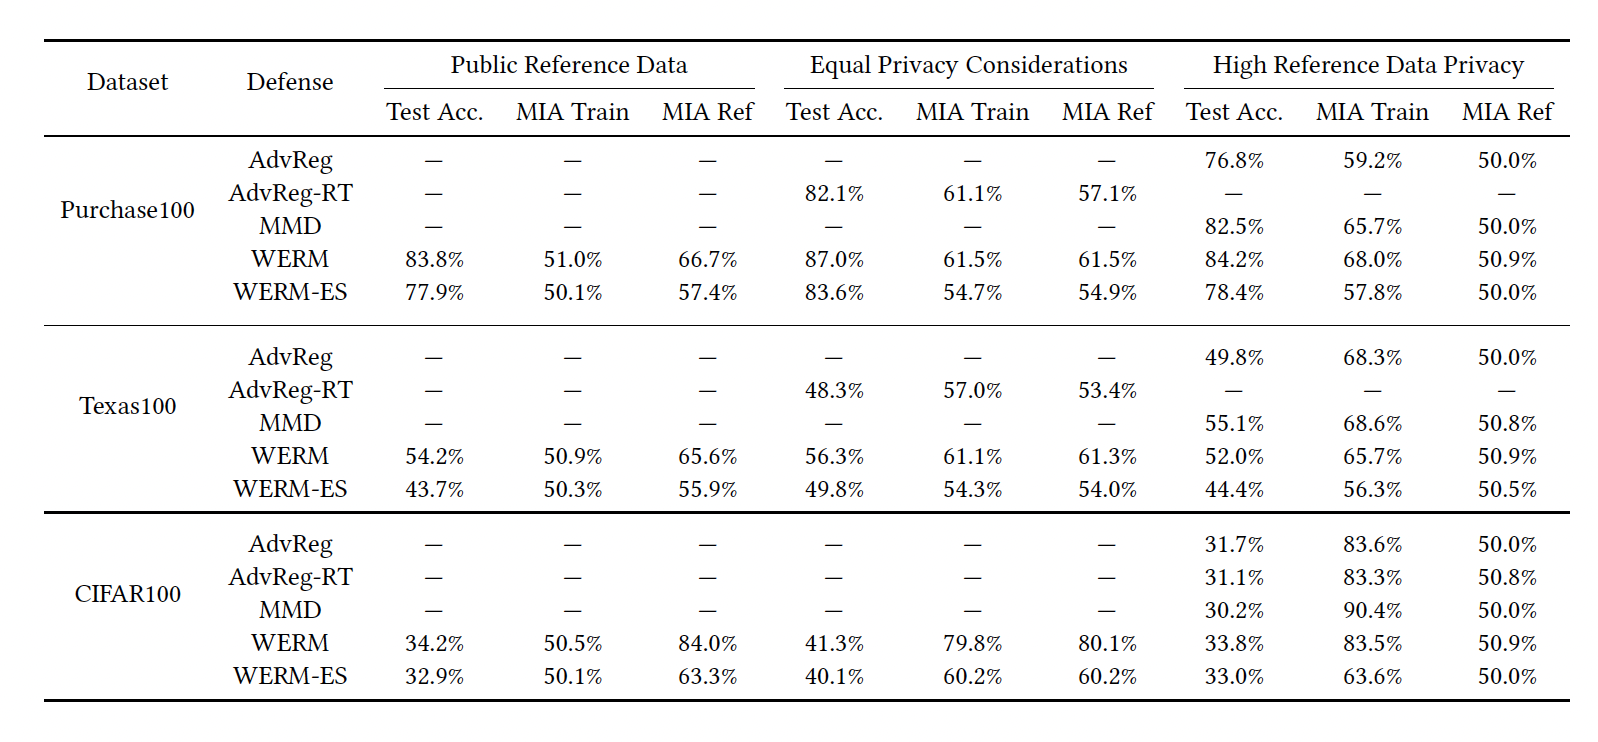 Dataset Defense Public Reference Data Equal Privacy Considerations High Reference Data Privacy
Test Acc. MIA Train MIA Ref Test Acc. MIA Train MIA Ref Test Acc. MIA Train MIA Ref
Purchase100
AdvReg — — — — — — 76.8% 59.2% 50.0%
AdvReg-RT — — — 82.1% 61.1% 57.1% — — —
MMD — — — — — — 82.5% 65.7% 50.0%
WERM 83.8% 51.0% 66.7% 87.0% 61.5% 61.5% 84.2% 68.0% 50.9%
WERM-ES 77.9% 50.1% 57.4% 83.6% 54.7% 54.9% 78.4% 57.8% 50.0%
Texas100
AdvReg — — — — — — 49.8% 68.3% 50.0%
AdvReg-RT — — — 48.3% 57.0% 53.4% — — —
MMD — — — — — — 55.1% 68.6% 50.8%
WERM 54.2% 50.9% 65.6% 56.3% 61.1% 61.3% 52.0% 65.7% 50.9%
WERM-ES 43.7% 50.3% 55.9% 49.8% 54.3% 54.0% 44.4% 56.3% 50.5%
CIFAR100
AdvReg — — — — — — 31.7% 83.6% 50.0%
AdvReg-RT — — — — — — 31.1% 83.3% 50.8%
MMD — — — — — — 30.2% 90.4% 50.0%
WERM 34.2% 50.5% 84.0% 41.3% 79.8% 80.1% 33.8% 83.5% 50.9%
WERM-ES 32.9% 50.1% 63.3% 40.1% 60.2% 60.2% 33.0% 63.6% 50.0%